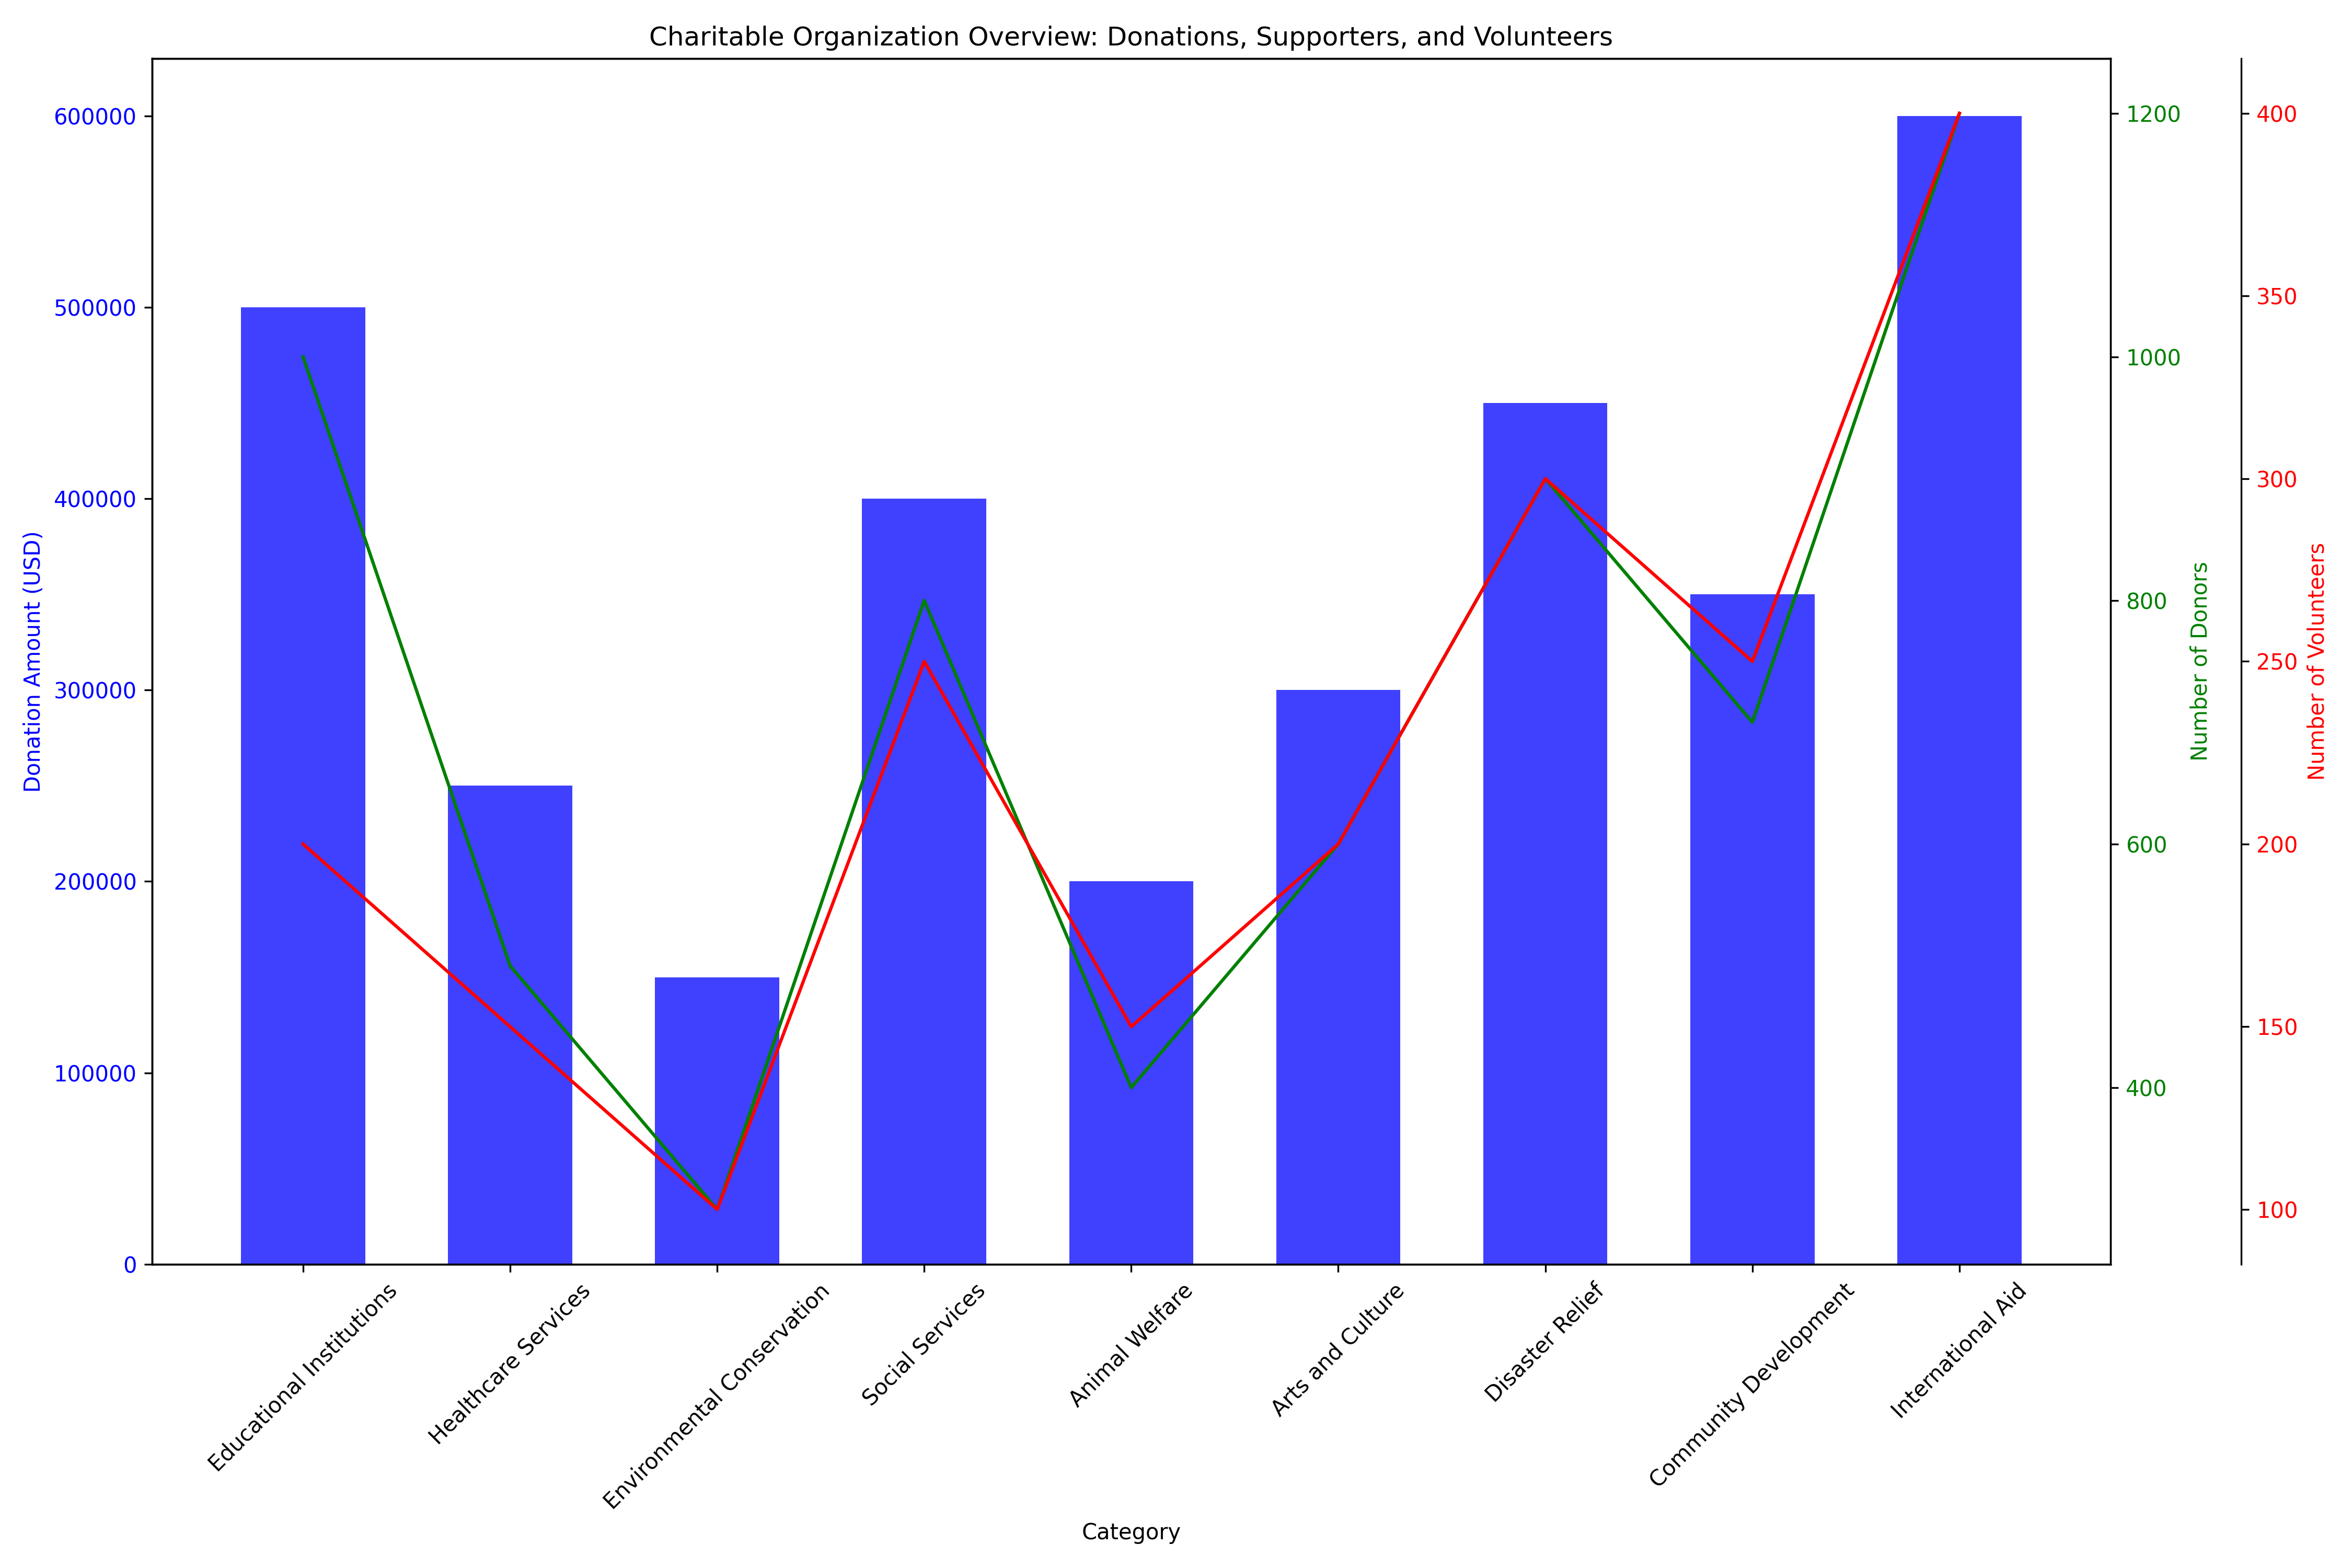 Charitable Organization Overview: Donations, Supporters, and Volunteers
Donation Amount (USD)
600000
500000
400000
300000
200000
100000
0
1200
1000
800
600
400
Number of Donors
400
350
300
250
200
150
100
Number of Volunteers
Educational Institutions
Healthcare Services
Environmental Conservation
Social Services
Animal Welfare
Arts and Culture
Disaster Relief
Community Development
International Aid
Category